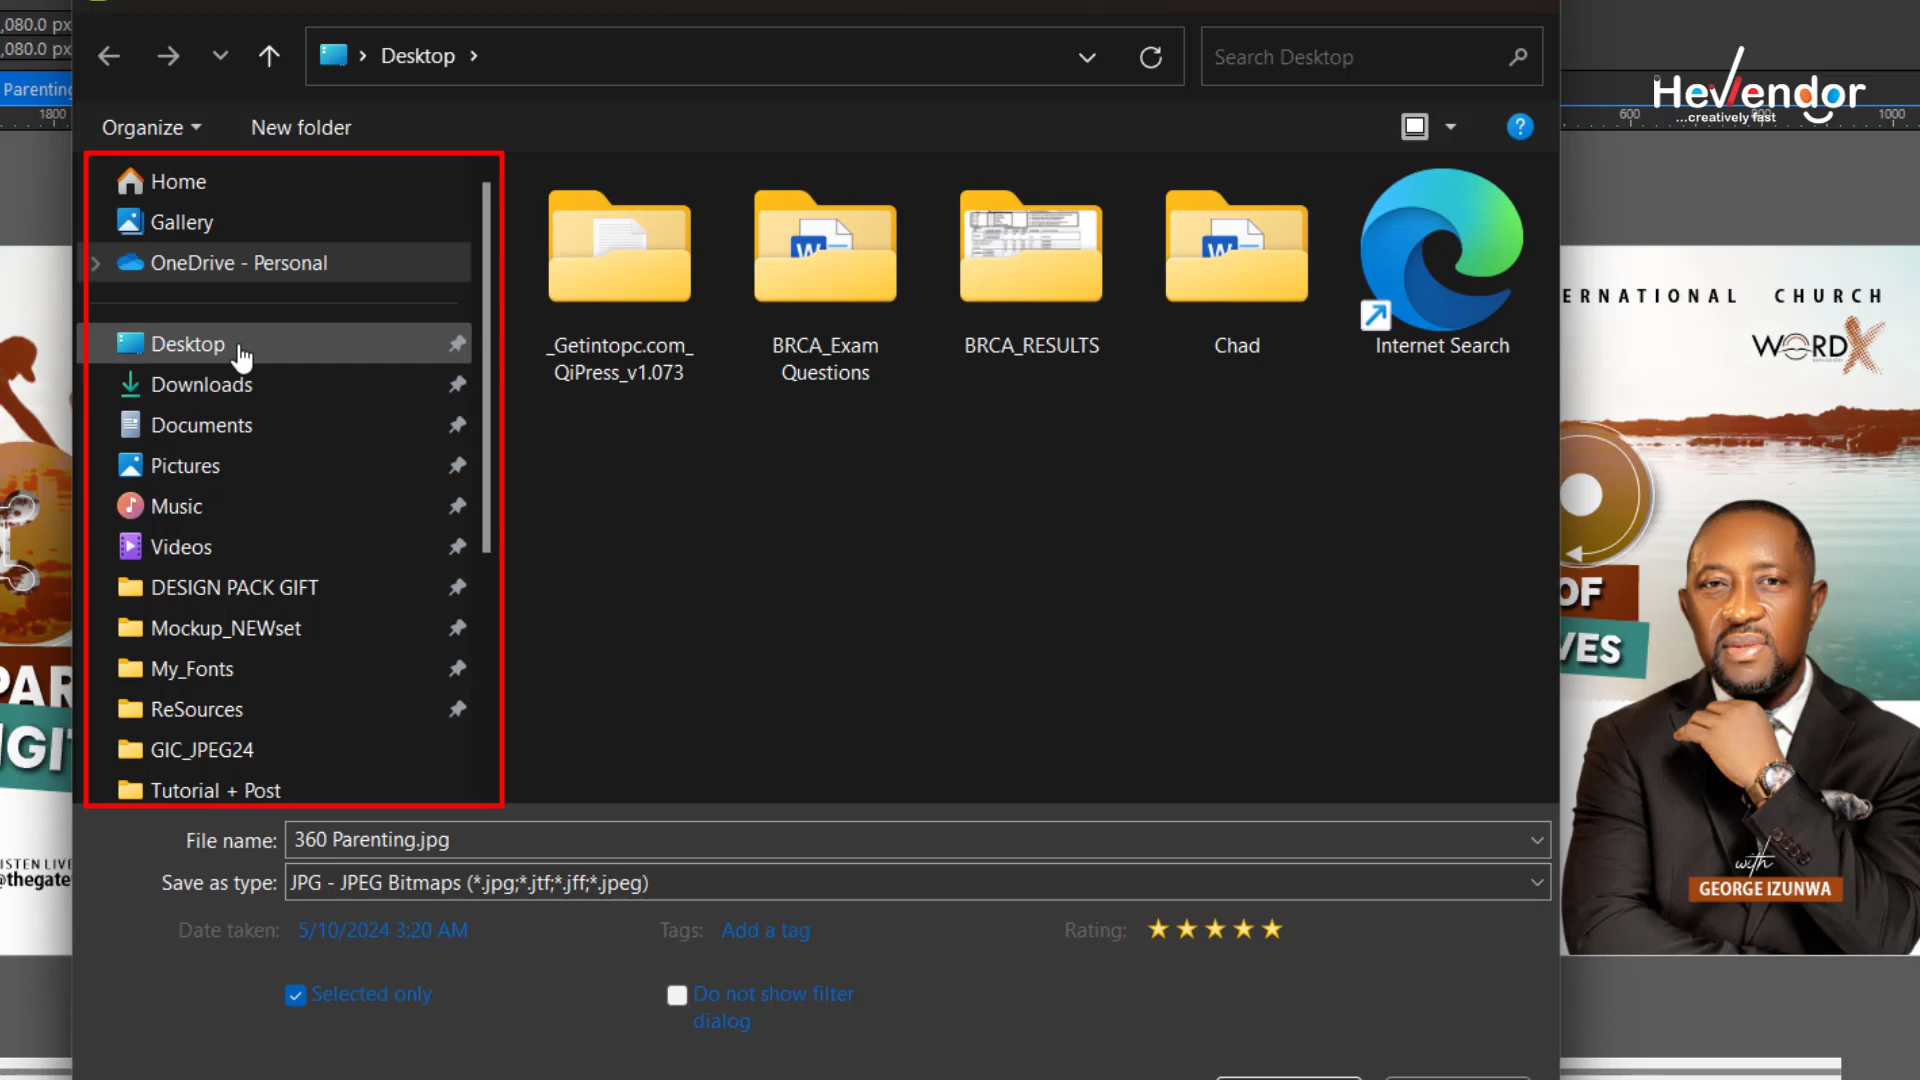 ,080.0 px
,080.0 px
Parenting
1800
Desktop
Search Desktop
Organize
New folder
Hevvendor
...creatively fast
600
800
1000
Home
Gallery
OneDrive - Personal
Desktop
Downloads
Documents
Pictures
Music
Videos
DESIGN PACK GIFT
Mockup_NEWset
My_Fonts
ReSources
GIC_JPEG24
Tutorial + Post
_Getintopc.com_
QiPress_v1.073
BRCA_Exam
Questions
BRCA_RESULTS
Chad
Internet Search
ERNATIONAL CHURCH
WORDX
OF
VES
with
GEORGE IZUNWA
PAR
IGIT
ISTEN LIVE
@thegate
File name: 360 Parenting.jpg
Save as type: JPG - JPEG Bitmaps (*.jpg;*.jtf;*.jff;*.jpeg)
Date taken: 5/10/2024 3:20 AM
Tags: Add a tag
Rating:
Selected only
Do not show filter
dialog